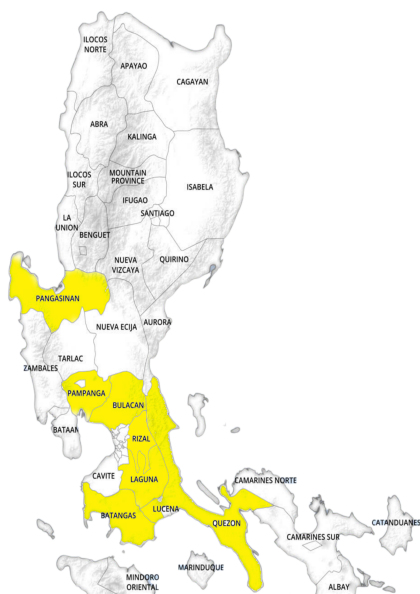 ILOCOS
NORTE
APAYAO
CAGAYAN
ABRA
KALINGA
ILOCOS
SUR
MOUNTAIN
PROVINCE
ISABELA
IFUGAO
SANTIAGO
LA
UNION
BENGUET
NUEVA
VIZCAYA
QUIRINO
PANGASINAN
AURORA
NUEVA ECIJA
TARLAC
ZAMBALES
PAMPANGA
BULACAN
BATAAN
RIZAL
CAVITE
LAGUNA
CAMARINES NORTE
BATANGAS
LUCENA
QUEZON
CATANDUANES
CAMARINES SUR
MARINDUQUE
MINDORO
ORIENTAL
ALBAY